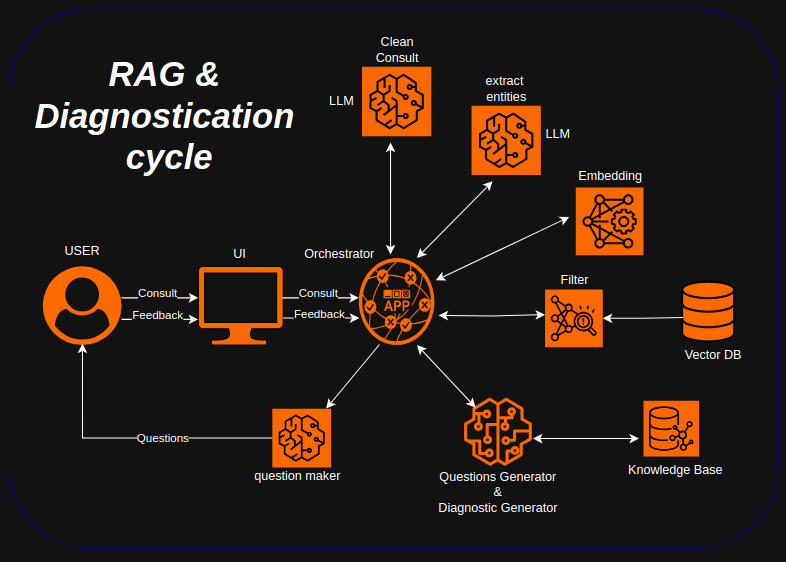 RAG &
Diagnostication
cycle
Clean
Consult
LLM
extract
entities
LLM
Embedding
USER
UI
Orchestrator
Filter
Consult
Feedback
Consult
Feedback
APP
Vector DB
Questions
question maker
Questions Generator
&
Diagnostic Generator
Knowledge Base